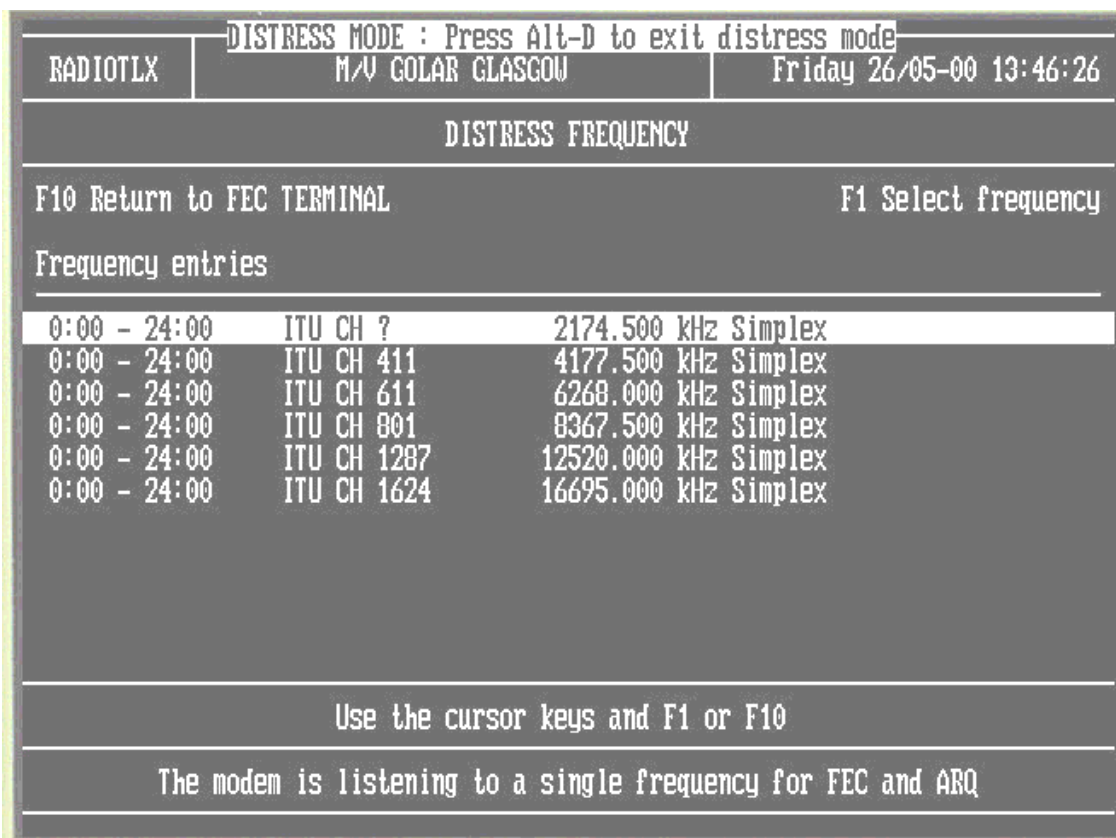 DISTRESS MODE : Press Alt-D to exit distress mode
RADIOTLX M/V GOLAR GLASGOW Friday 26/05-00 13:46:26
DISTRESS FREQUENCY
F10 Return to FEC TERMINAL F1 Select frequency
Frequency entries
0:00 - 24:00 ITU CH ? 2174.500 kHz Simplex
0:00 - 24:00 ITU CH 411 4177.500 kHz Simplex
0:00 - 24:00 ITU CH 611 6268.000 kHz Simplex
0:00 - 24:00 ITU CH 801 8367.500 kHz Simplex
0:00 - 24:00 ITU CH 1287 12520.000 kHz Simplex
0:00 - 24:00 ITU CH 1624 16695.000 kHz Simplex
Use the cursor keys and F1 or F10
The modem is listening to a single frequency for FEC and ARQ